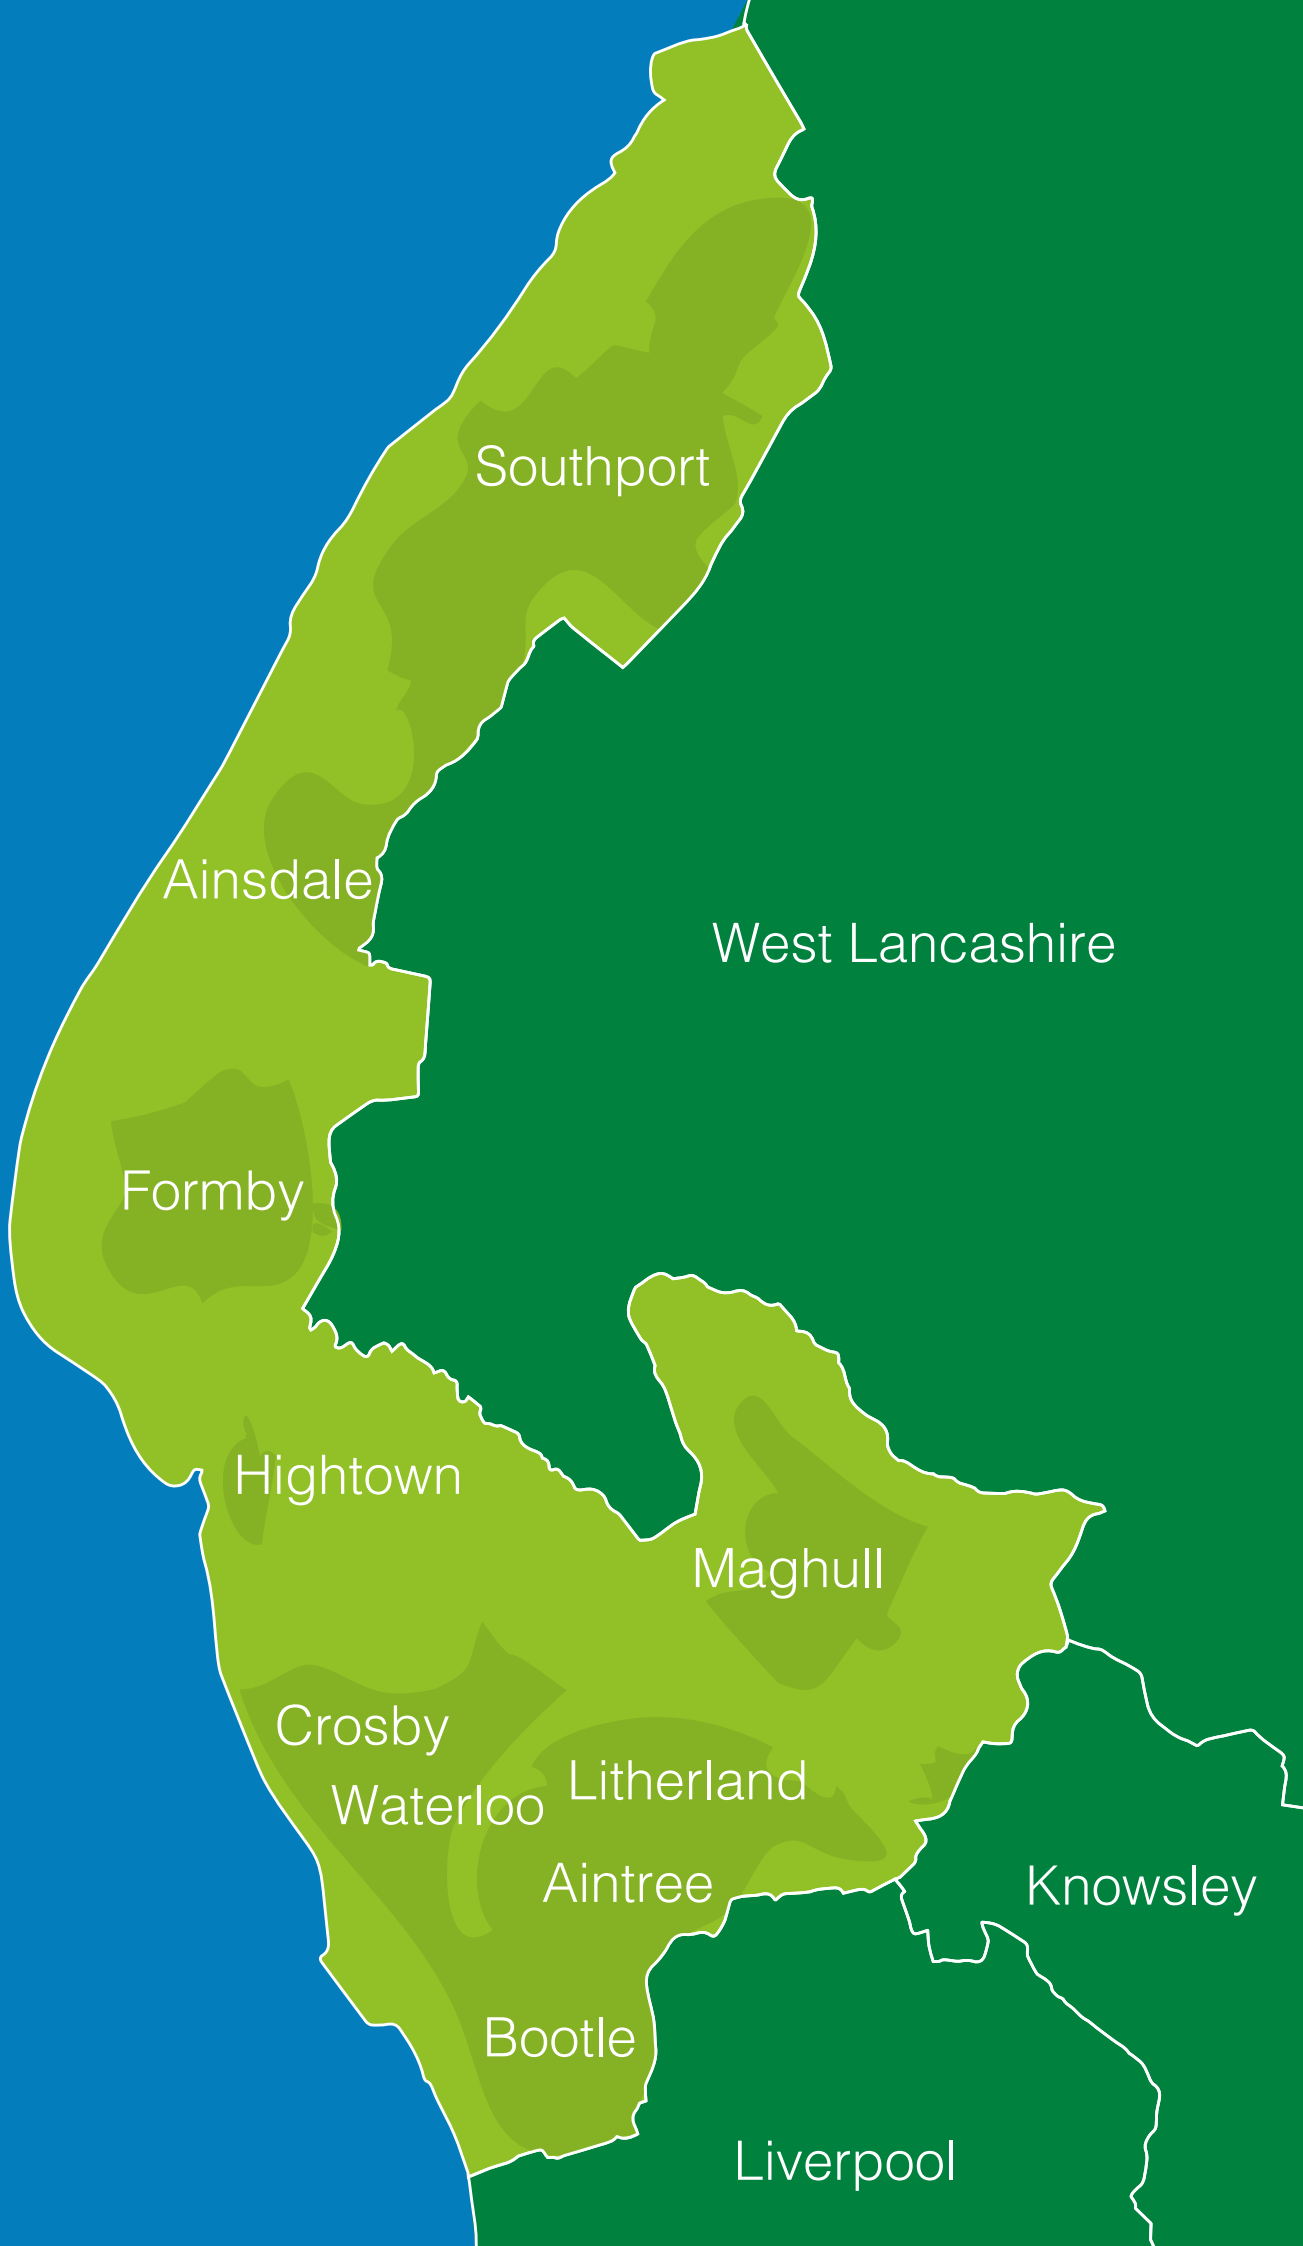 Southport
Ainsdale
West Lancashire
Formby
Hightown
Maghull
Crosby
Litherland
Waterloo
Aintree
Knowsley
Bootle
Liverpool